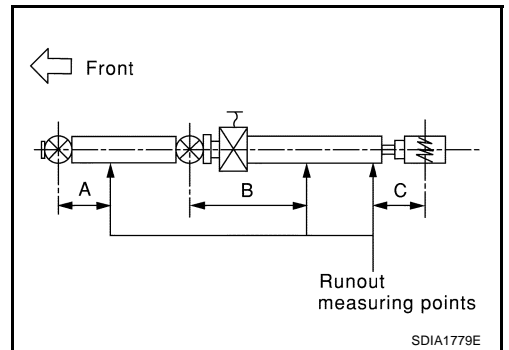 Front
A
B
C
Runout
measuring points
SDIA1779E